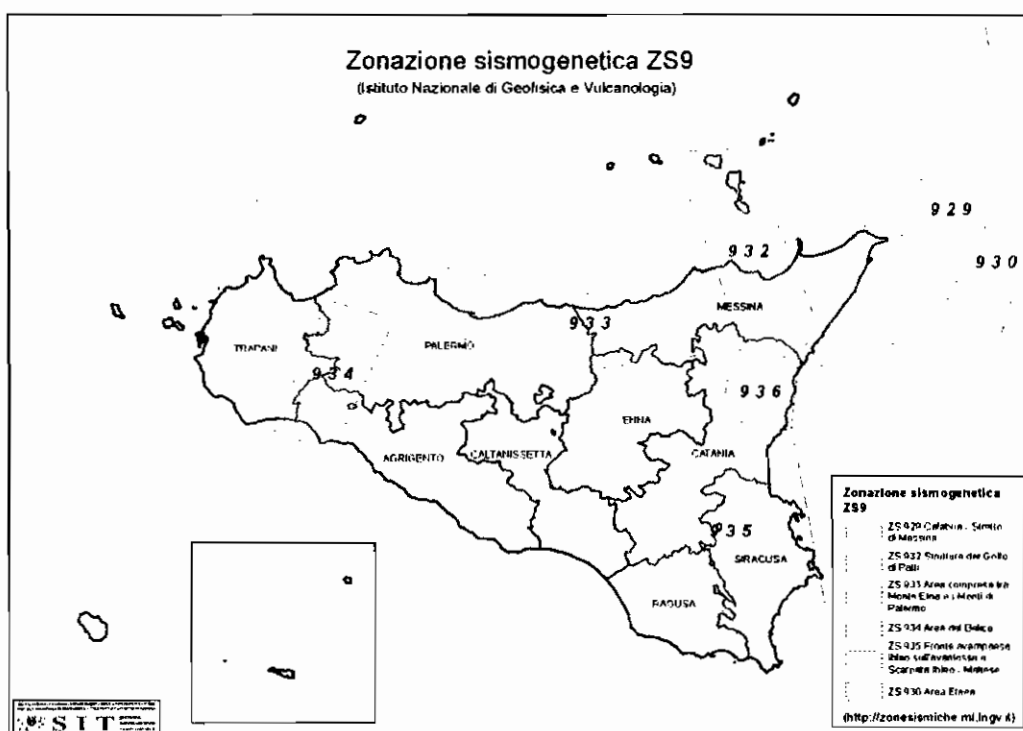 Zonazione sismogenetica ZS9
(Istituto Nazionale di Geofisica e Vulcanologia)
929
932
930
MESSINA
933
PALERMO
TRAPANI
934
936
ENNA
AGRIGENTO
CALTANISSETTA
CATANIA
935
SIRACUSA
RAGUSA
Zonazione sismogenetica
ZS9
ZS 929 Calabria - Stretto
di Messina
ZS 932 Strutture del Golfo
di Patti
ZS 933 Area compresa tra
Monte Etna e i Monti di
Palermo
ZS 934 Area del Belice
ZS 935 Fronte avampaese
Ibleo sull'avanfossa e
Scarpata Ibleo - Maltese
ZS 936 Area Etnea
(http://zonesismiche.mi.ingv.it)
SIT